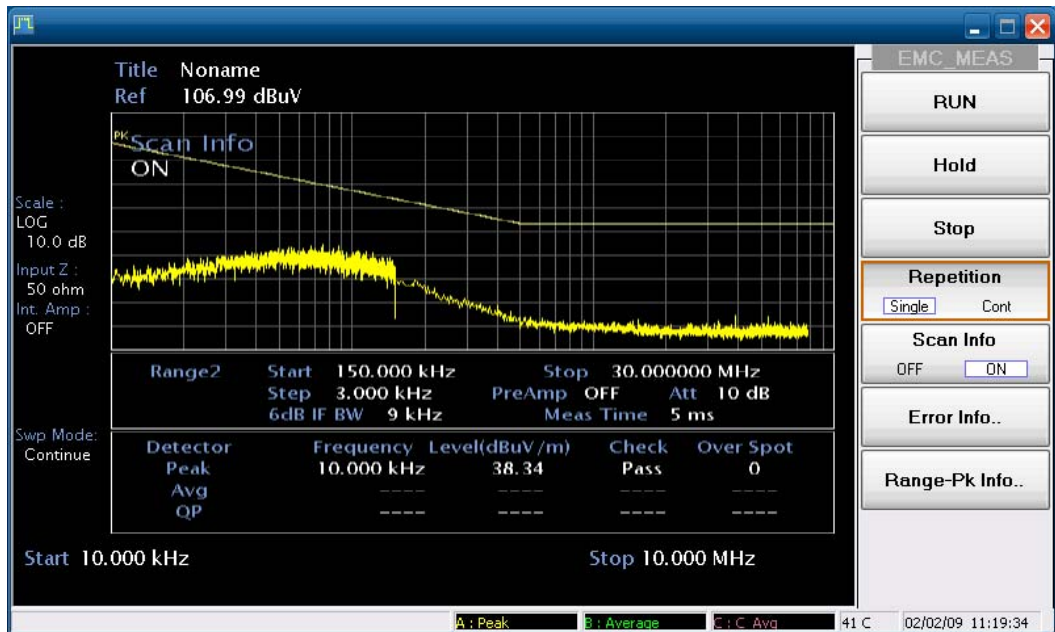 EMC_MEAS
Title Noname
Ref 106.99 dBuV
PK
Scan Info
ON
Scale :
LOG
10.0 dB
Input Z :
50 ohm
Int. Amp :
OFF
Range2 Start 150.000 kHz Stop 30.000000 MHz
Step 3.000 kHz PreAmp OFF Att 10 dB
6dB IF BW 9 kHz Meas Time 5 ms
Swp Mode:
Continue
Detector Frequency Level(dBuV/m) Check Over Spot
Peak 10.000 kHz 38.34 Pass 0
Avg ---- ---- ---- ----
QP ---- ---- ---- ----
Start 10.000 kHz Stop 10.000 MHz
RUN
Hold
Stop
Repetition
Single Cont
Scan Info
OFF ON
Error Info..
Range-Pk Info..
A : Peak B : Average C : C_Avg 41 C 02/02/09 11:19:34